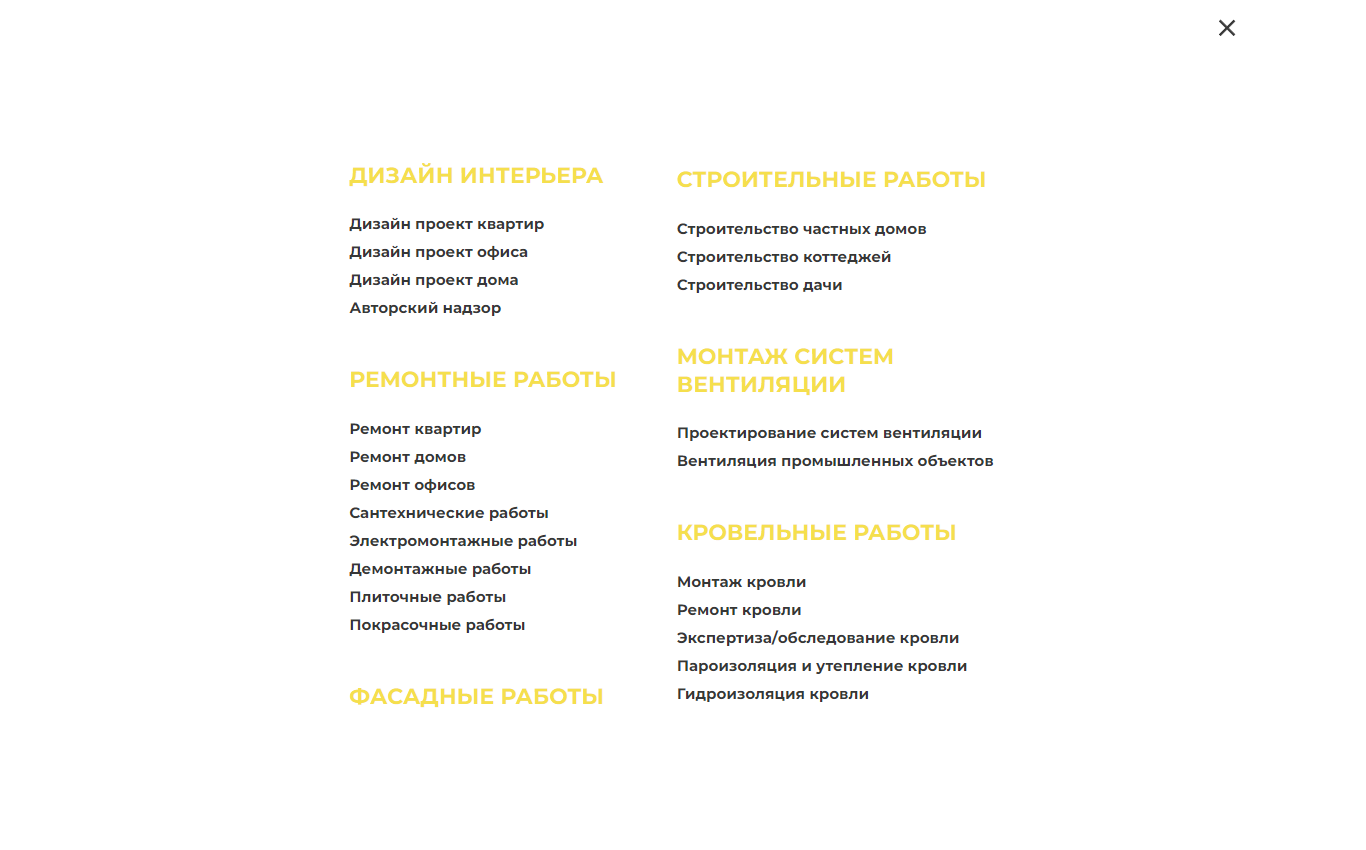 ДИЗАЙН ИНТЕРЬЕРА
Дизайн проект квартир
Дизайн проект офиса
Дизайн проект дома
Авторский надзор
РЕМОНТНЫЕ РАБОТЫ
Ремонт квартир
Ремонт домов
Ремонт офисов
Сантехнические работы
Электромонтажные работы
Демонтажные работы
Плиточные работы
Покрасочные работы
ФАСАДНЫЕ РАБОТЫ
СТРОИТЕЛЬНЫЕ РАБОТЫ
Строительство частных домов
Строительство коттеджей
Строительство дачи
МОНТАЖ СИСТЕМ
ВЕНТИЛЯЦИИ
Проектирование систем вентиляции
Вентиляция промышленных объектов
КРОВЕЛЬНЫЕ РАБОТЫ
Монтаж кровли
Ремонт кровли
Экспертиза/обследование кровли
Пароизоляция и утепление кровли
Гидроизоляция кровли